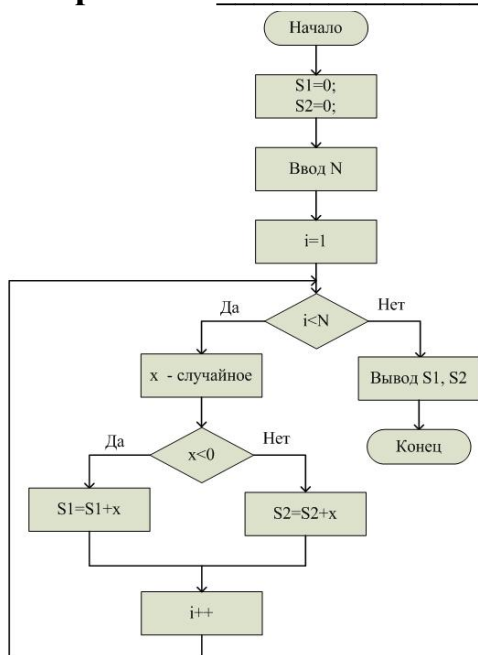 Начало
S1=0;
S2=0;
Ввод N
i=1
Да
i<N
Нет
x - случайное
Вывод S1, S2
Да
x<0
Нет
Конец
S1=S1+x
S2=S2+x
i++